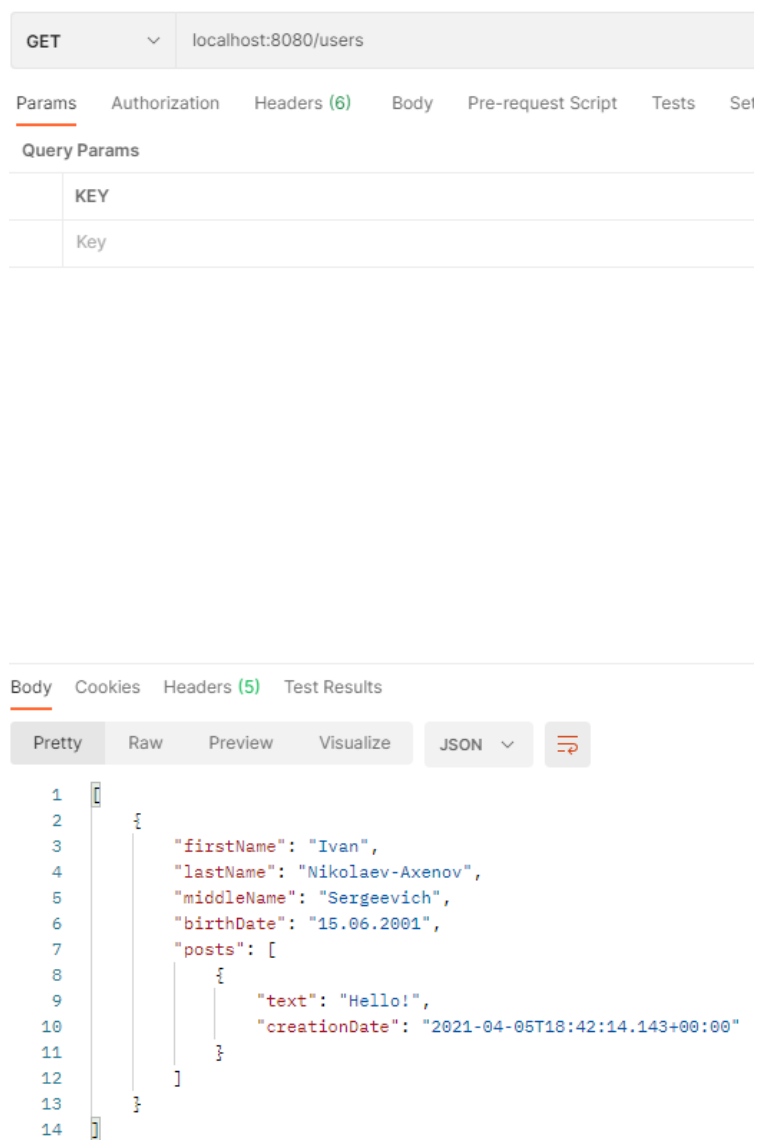 GET localhost:8080/users
Params Authorization Headers (6) Body Pre-request Script Tests Set
Query Params
KEY
Key
Body Cookies Headers (5) Test Results
Pretty Raw Preview Visualize JSON
1 [
2 {
3 "firstName": "Ivan",
4 "lastName": "Nikolaev-Axenov",
5 "middleName": "Sergeevich",
6 "birthDate": "15.06.2001",
7 "posts": [
8 {
9 "text": "Hello!",
10 "creationDate": "2021-04-05T18:42:14.143+00:00"
11 }
12 ]
13 }
14 ]